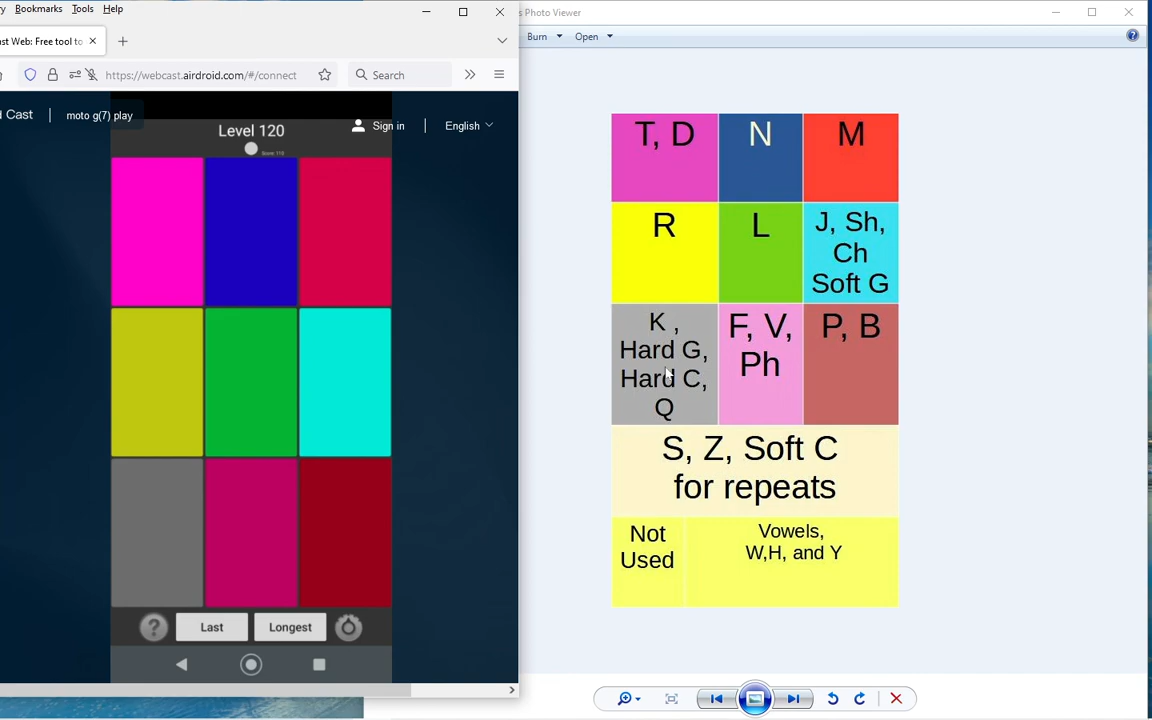 Bookmarks Tools Help
s Photo Viewer
ast Web: Free tool to
Burn Open
https://webcast.airdroid.com/#/connect
Search
d Cast
moto g(7) play
Sign in
English
Level 120
T, D
N
M
R
L
J, Sh,
Ch
Soft G
K ,
Hard G,
Hard C,
Q
F, V,
Ph
P, B
S, Z, Soft C
for repeats
Not
Used
Vowels,
W,H, and Y
Last
Longest